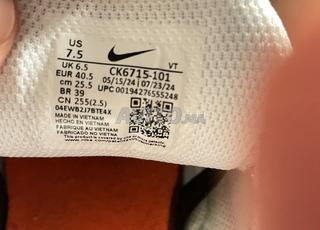 US
7.5
VT
UK 6.5
CK6715-101
EUR 40.5
05/15/24 | 07/23/24
cm 25.5
UPC 00194276555248
BR 39
CN 255(2.5)
04EWB2J7BTE4X
MADE IN VIETNAM
HECHO EN VIETNAM
FABRIQUE AU VIETNAM
FABRICADO NO VIETNA